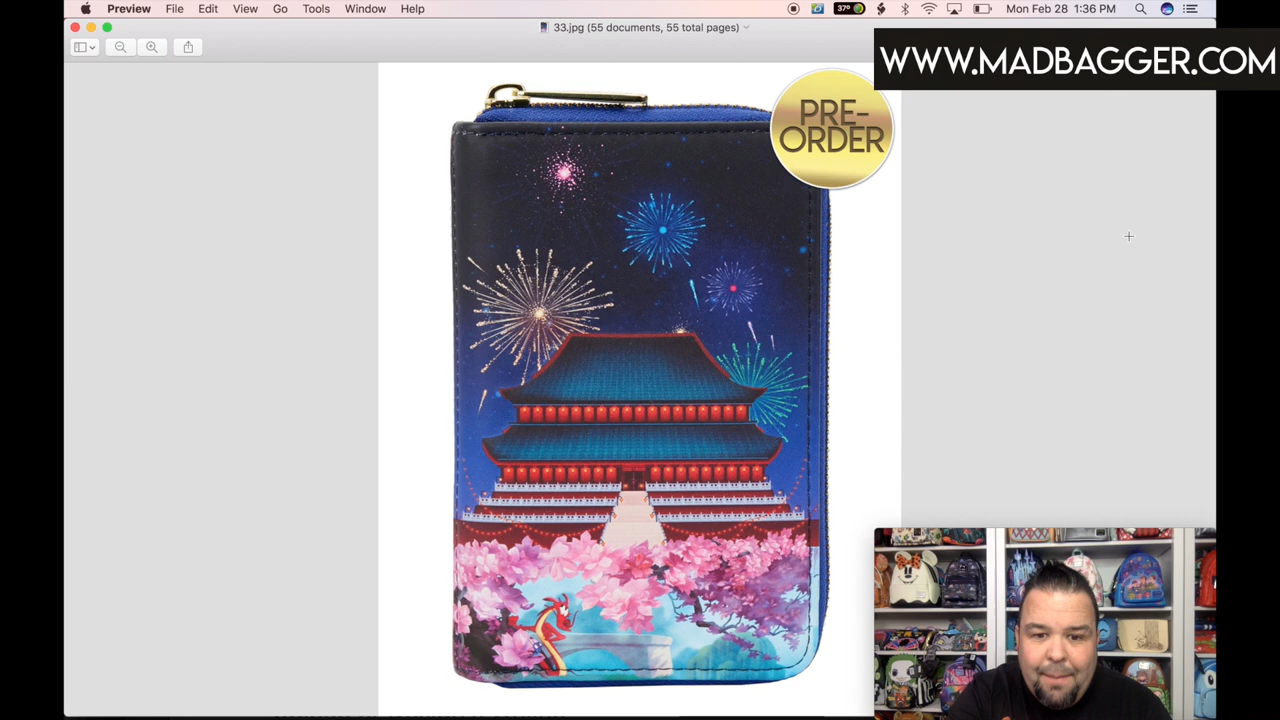 Preview File Edit View Go Tools Window Help
37° Mon Feb 28 1:36 PM
33.jpg (55 documents, 55 total pages)
WWW.MADBAGGER.COM
PRE-
ORDER